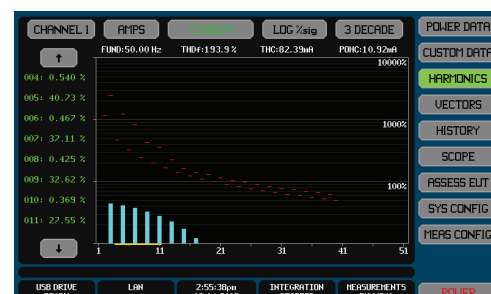 CHANNEL 1 AMPS LOG %sig 3 DECADE POWER DATA
FUND:50.00 Hz THDf:193.9 % THC:82.39mA POHC:10.92mA CUSTOM DATA
↑ 10000%
004: 0.540 % HARMONICS
005: 40.73 % VECTORS
006: 0.467 % 1000% HISTORY
007: 37.11 %
008: 0.425 % SCOPE
009: 32.62 % 100% ASSESS EUT
010: 0.369 % SYS CONFIG
011: 27.55 % MEAS CONFIG
↓ 1 11 21 31 41 51
USB DRIVE LAN 2:55:38pm INTEGRATION MEASUREMENTS POWER